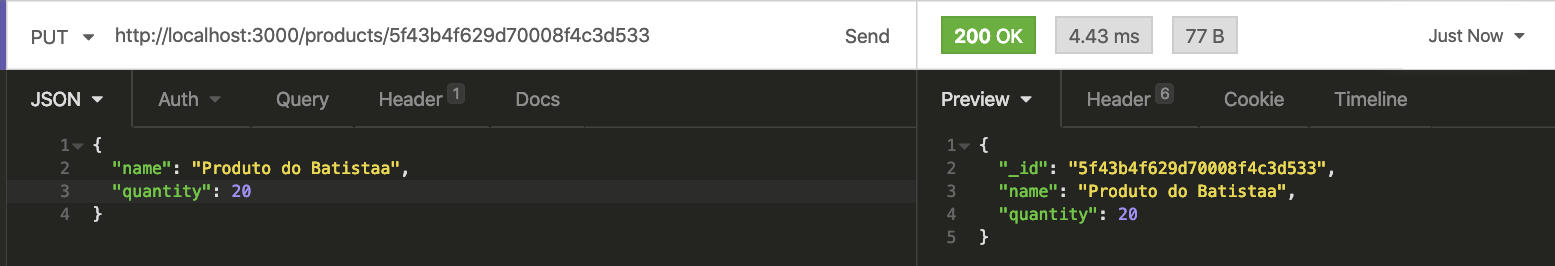 PUT http://localhost:3000/products/5f43b4f629d70008f4c3d533 Send
200 OK 4.43 ms 77 B Just Now
JSON Auth Query Header 1 Docs
Preview Header 6 Cookie Timeline
1 {
2 "name": "Produto do Batistaa",
3 "quantity": 20
4 }
1 {
2 "_id": "5f43b4f629d70008f4c3d533",
3 "name": "Produto do Batistaa",
4 "quantity": 20
5 }